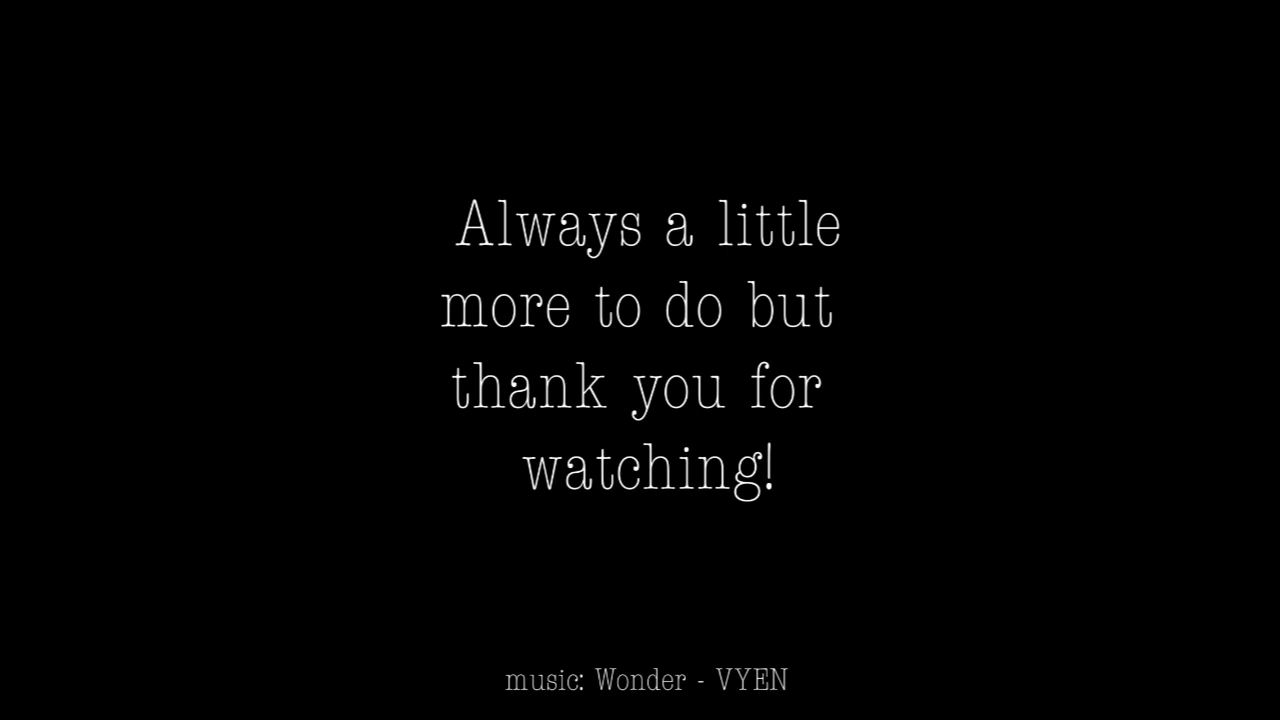 Always a little
more to do but
thank you for
watching!
music: Wonder - VYEN